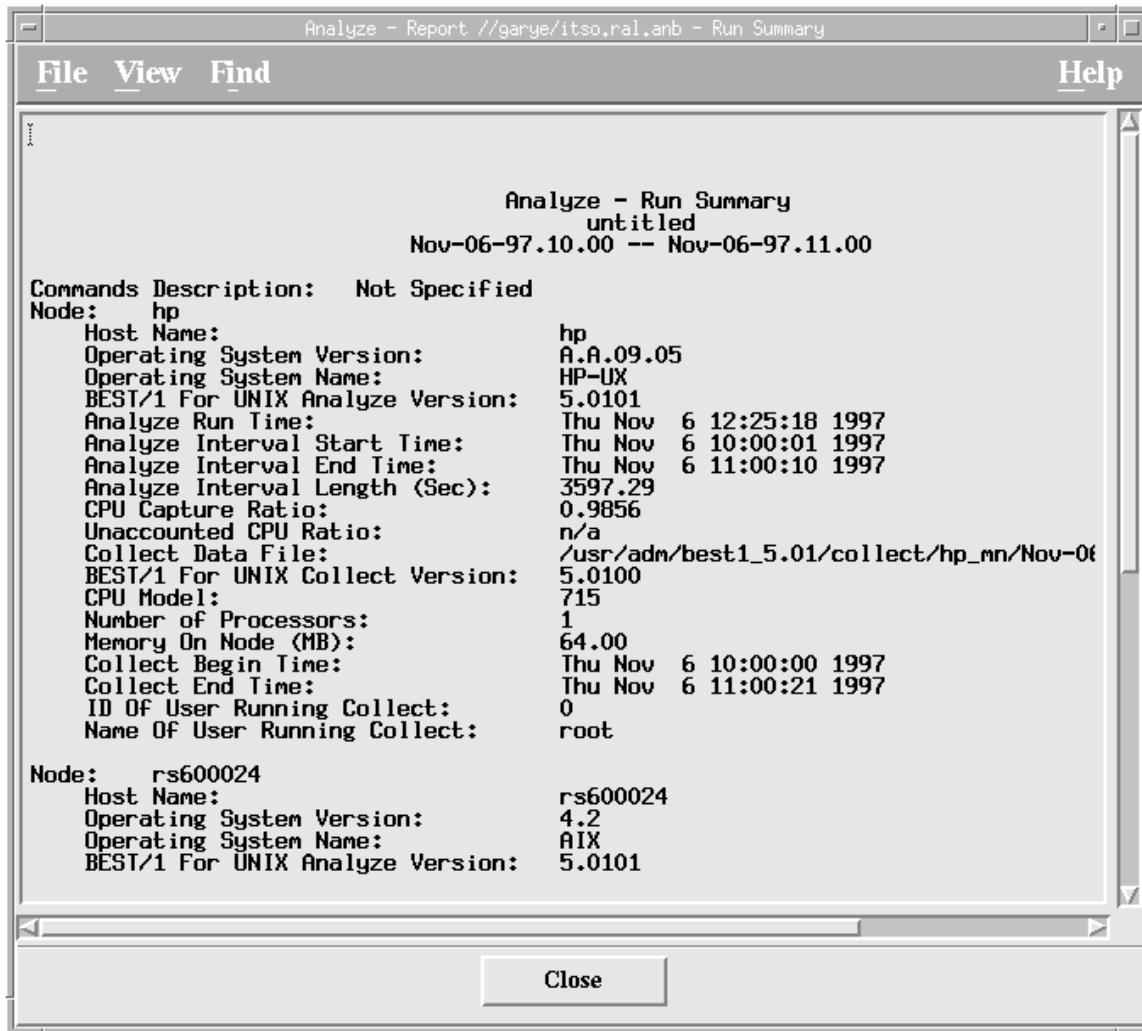 Analyze - Report //garye/itso.ral.anb - Run Summary
File View Find Help
Analyze - Run Summary
untitled
Nov-06-97.10.00 -- Nov-06-97.11.00
Commands Description: Not Specified
Node: hp
Host Name: hp
Operating System Version: A.A.09.05
Operating System Name: HP-UX
BEST/1 For UNIX Analyze Version: 5.0101
Analyze Run Time: Thu Nov 6 12:25:18 1997
Analyze Interval Start Time: Thu Nov 6 10:00:01 1997
Analyze Interval End Time: Thu Nov 6 11:00:10 1997
Analyze Interval Length (Sec): 3597.29
CPU Capture Ratio: 0.9856
Unaccounted CPU Ratio: n/a
Collect Data File: /usr/adm/best1_5.01/collect/hp_mn/Nov-06
BEST/1 For UNIX Collect Version: 5.0100
CPU Model: 715
Number of Processors: 1
Memory On Node (MB): 64.00
Collect Begin Time: Thu Nov 6 10:00:00 1997
Collect End Time: Thu Nov 6 11:00:21 1997
ID Of User Running Collect: 0
Name Of User Running Collect: root
Node: rs600024
Host Name: rs600024
Operating System Version: 4.2
Operating System Name: AIX
BEST/1 For UNIX Analyze Version: 5.0101
Close